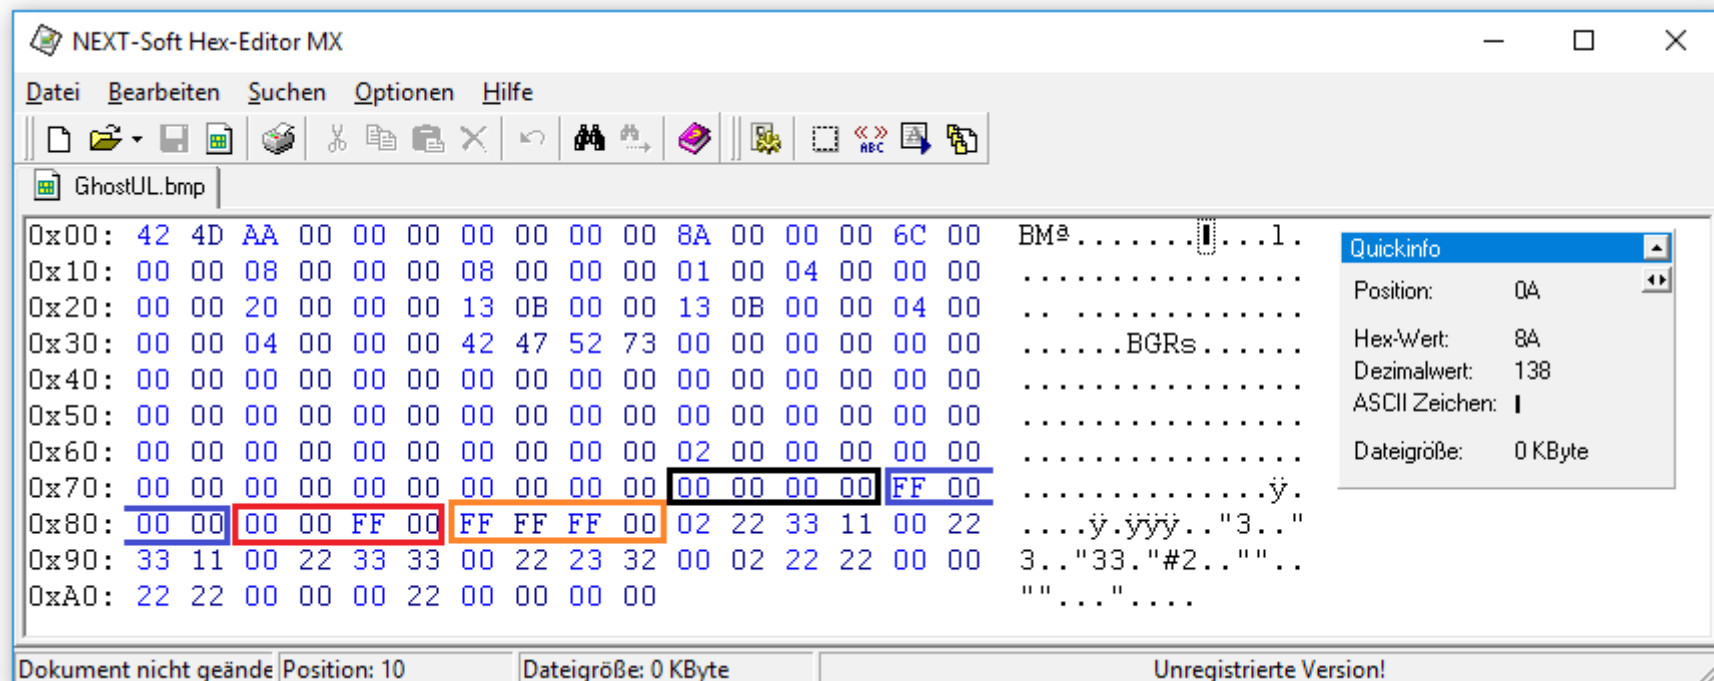 NEXT-Soft Hex-Editor MX
Datei Bearbeiten Suchen Optionen Hilfe
ABC
GhostUL.bmp
0x00: 42 4D AA 00 00 00 00 00 00 00 8A 00 00 00 6C 00 BMª.......▌...l.
0x10: 00 00 08 00 00 00 08 00 00 00 01 00 04 00 00 00 ................
0x20: 00 00 20 00 00 00 13 0B 00 00 13 0B 00 00 04 00 .. .............
0x30: 00 00 04 00 00 00 42 47 52 73 00 00 00 00 00 00 ......BGRs......
0x40: 00 00 00 00 00 00 00 00 00 00 00 00 00 00 00 00 ................
0x50: 00 00 00 00 00 00 00 00 00 00 00 00 00 00 00 00 ................
0x60: 00 00 00 00 00 00 00 00 00 00 02 00 00 00 00 00 ................
0x70: 00 00 00 00 00 00 00 00 00 00 00 00 00 00 FF 00 ..............ÿ.
0x80: 00 00 00 00 FF 00 FF FF FF 00 02 22 33 11 00 22 ....ÿ.ÿÿÿ.."3.."
0x90: 33 11 00 22 33 33 00 22 23 32 00 02 22 22 00 00 3.."33."#2..""..
0xA0: 22 22 00 00 00 22 00 00 00 00 ""..."....
Quickinfo
Position: 0A
Hex-Wert: 8A
Dezimalwert: 138
ASCII Zeichen:
Dateigröße: 0 KByte
Dokument nicht geände Position: 10 Dateigröße: 0 KByte Unregistrierte Version!